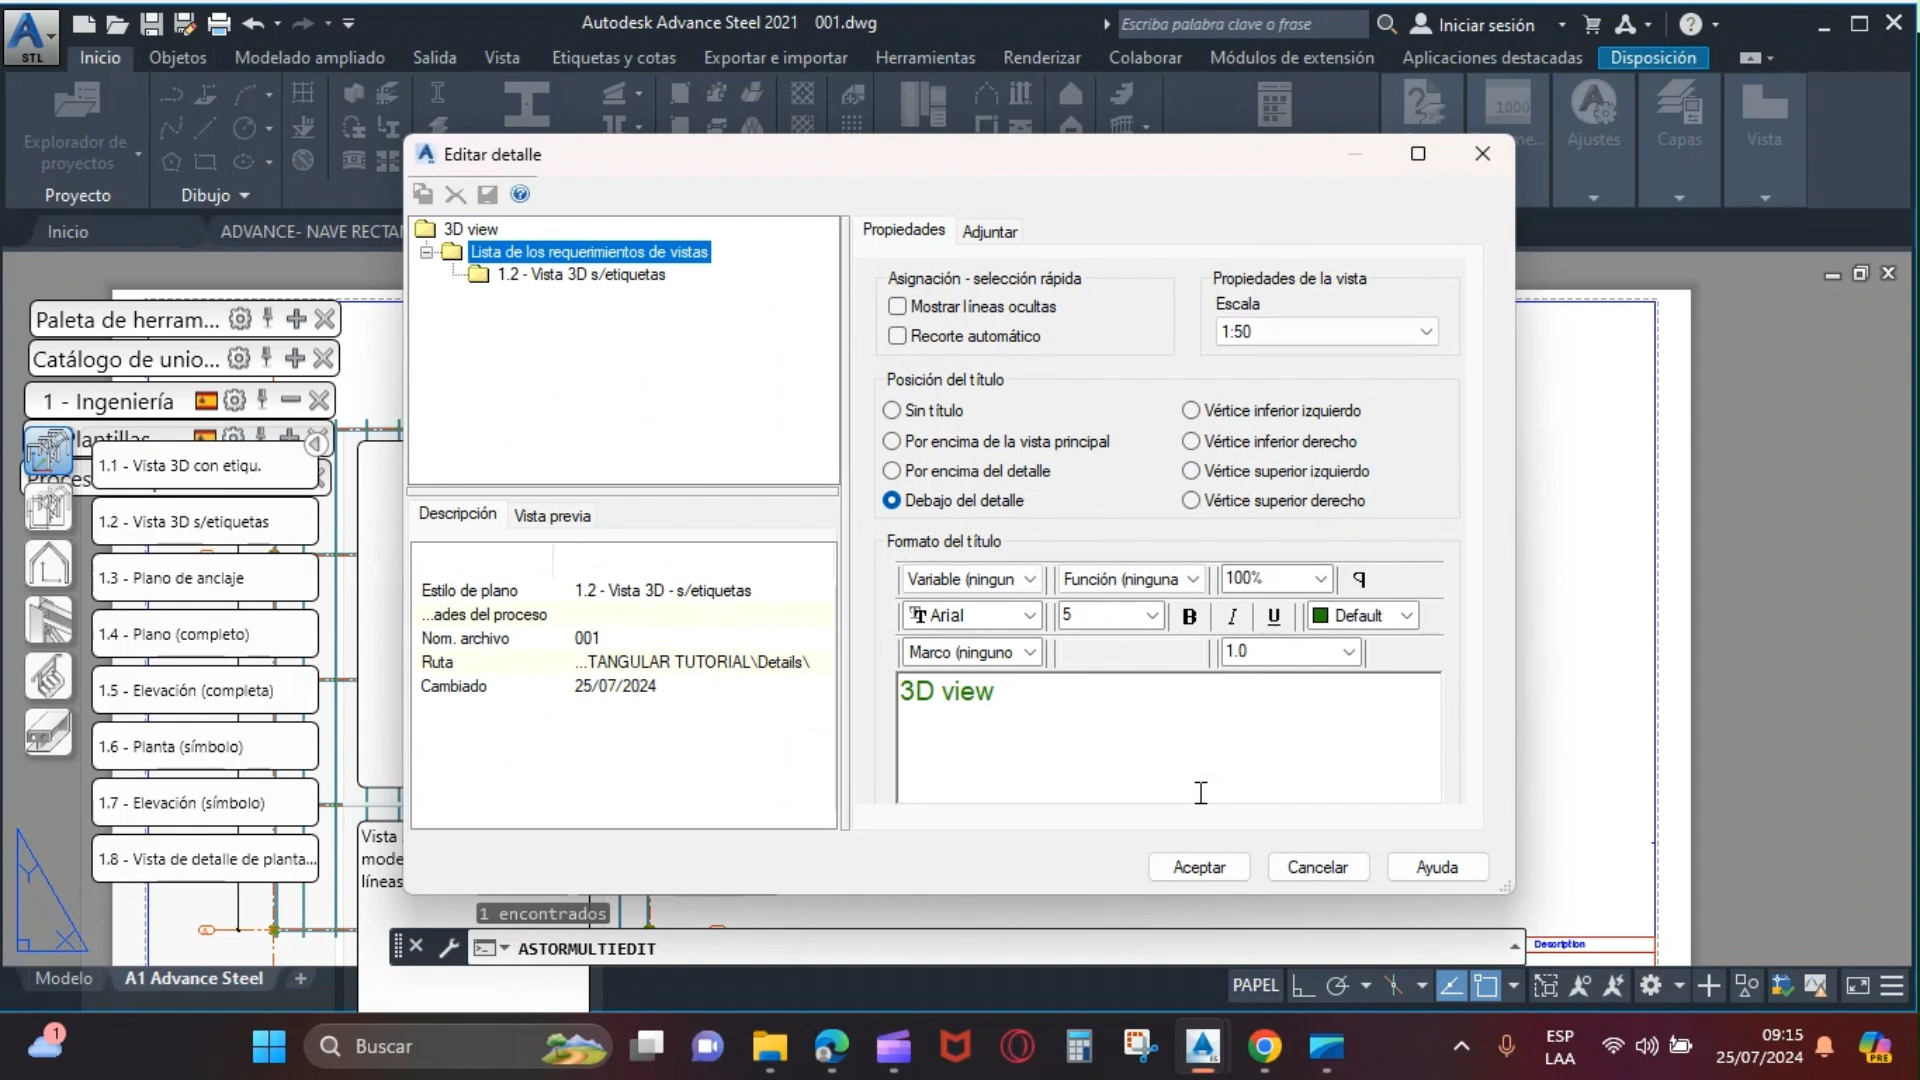 Autodesk Advance Steel 2021 001.dwg
Escriba palabra clave o frase
Iniciar sesión
STL
Inicio Objetos Modelado ampliado Salida Vista Etiquetas y cotas Exportar e importar Herramientas Renderizar Colaborar Módulos de extensión Aplicaciones destacadas Disposición
Explorador de
proyectos
1000
Ajustes
Capas
Vista
Proyecto
Dibujo
Inicio
ADVANCE- NAVE RECTAN
Editar detalle
3D view
Lista de los requerimientos de vistas
1.2 - Vista 3D s/etiquetas
Propiedades
Adjuntar
Asignación - selección rápida
Mostrar líneas ocultas
Recorte automático
Propiedades de la vista
Escala
1:50
Posición del título
Sin título
Por encima de la vista principal
Por encima del detalle
Debajo del detalle
Vértice inferior izquierdo
Vértice inferior derecho
Vértice superior izquierdo
Vértice superior derecho
Formato del título
Variable (ningun
Función (ninguna
100%
Arial
5
B I U
Default
Marco (ninguno
1.0
3D view
Descripción
Vista previa
Estilo de plano 1.2 - Vista 3D - s/etiquetas
...ades del proceso
Nom. archivo 001
Ruta ...TANGULAR TUTORIAL\Details\
Cambiado 25/07/2024
Aceptar
Cancelar
Ayuda
Paleta de herram...
Catálogo de unio...
1 - Ingeniería
lantillas
Proces
1.1 - Vista 3D con etiqu.
1.2 - Vista 3D s/etiquetas
1.3 - Plano de anclaje
1.4 - Plano (completo)
1.5 - Elevación (completa)
1.6 - Planta (símbolo)
1.7 - Elevación (símbolo)
1.8 - Vista de detalle de planta...
Vista
mode
líneas
1 encontrados
ASTORMULTIEDIT
Description
Modelo
A1 Advance Steel
PAPEL
1
Buscar
ESP
LAA
09:15
25/07/2024
PRE